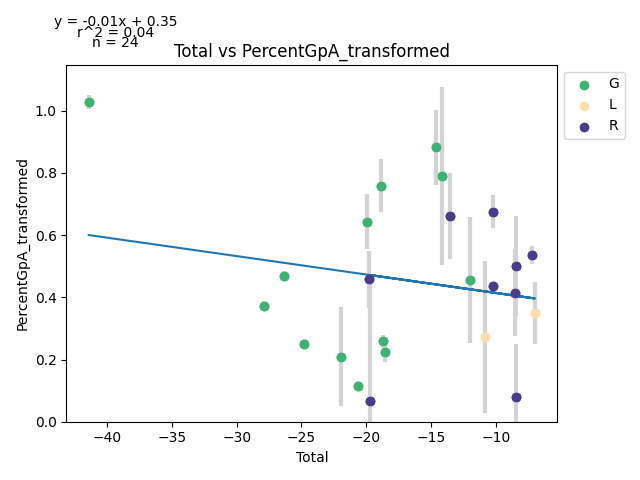 y = -0.01x + 0.35
r^2 = 0.04
n = 24
Total vs PercentGpA_transformed
G
L
R
PercentGpA_transformed
1.0
0.8
0.6
0.4
0.2
0.0
−40
−35
−30
−25
−20
−15
−10
Total